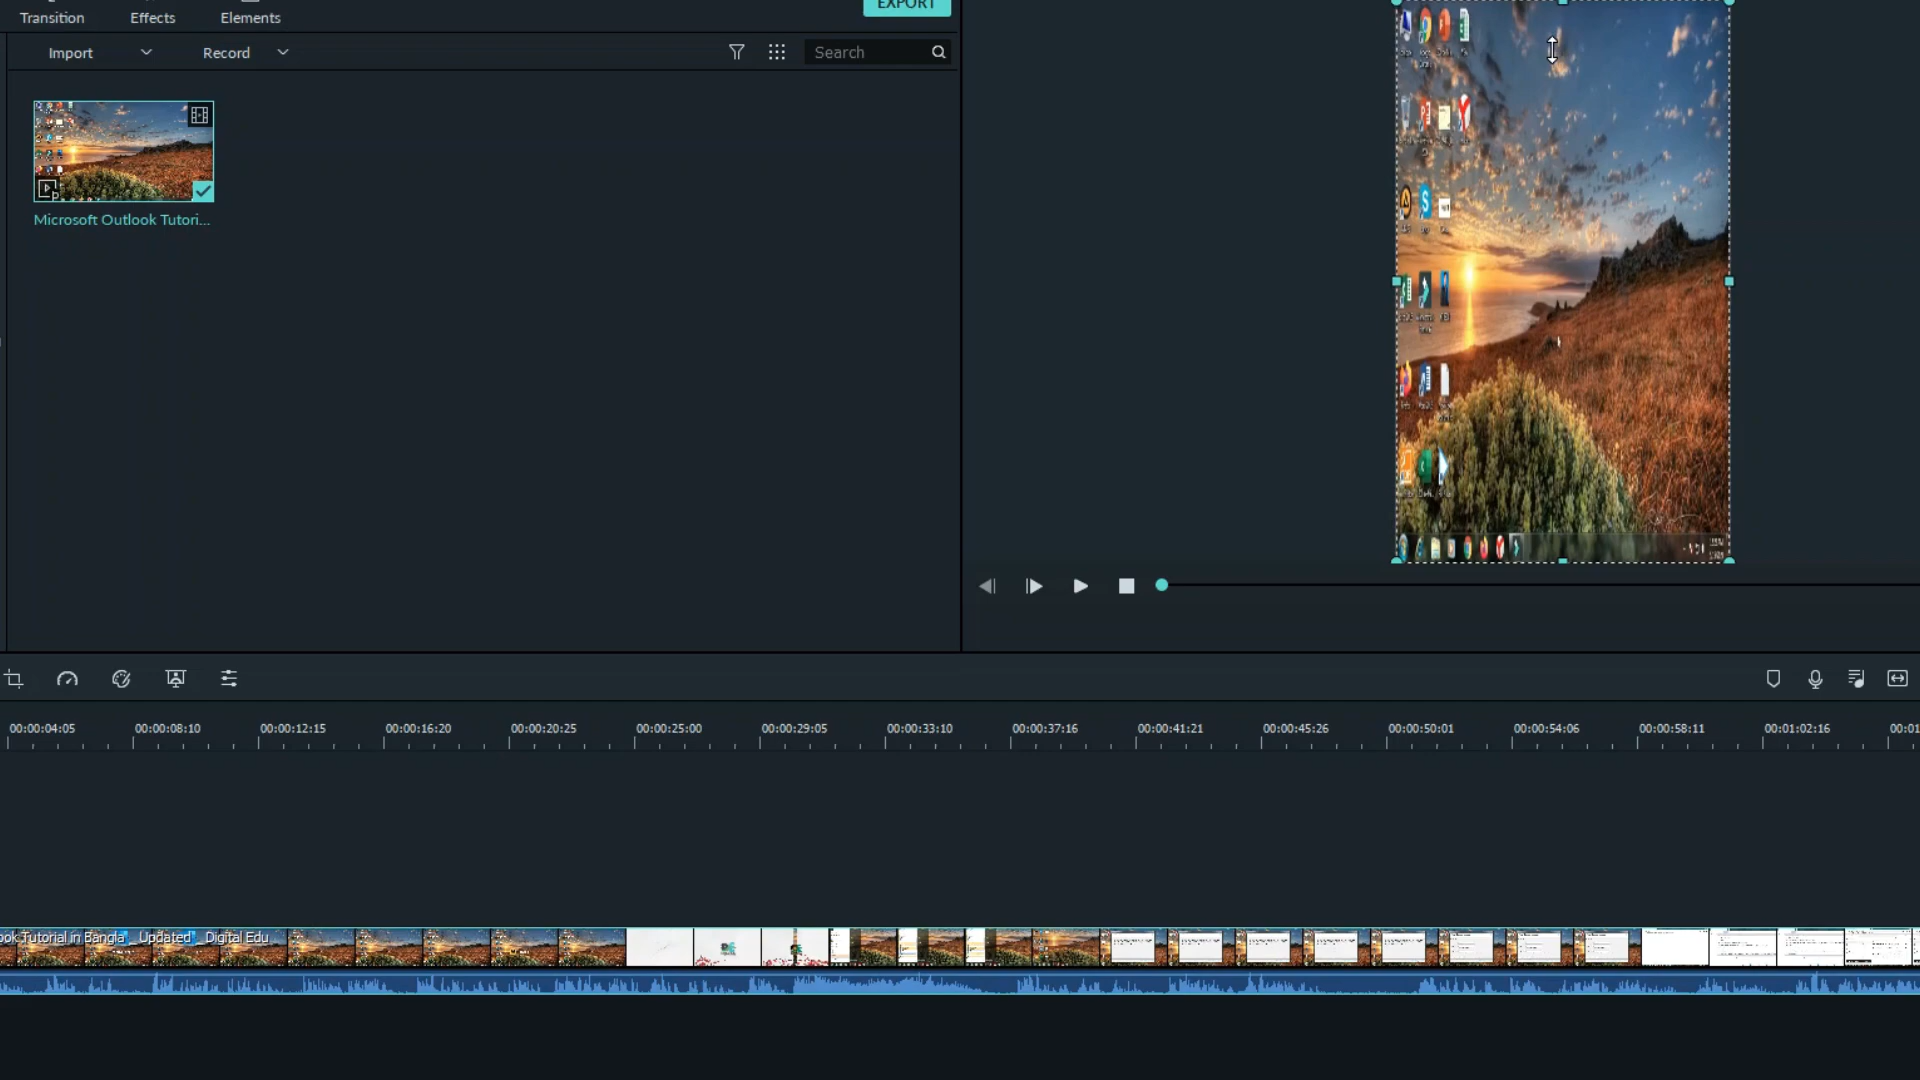 EXPORT
Transition Effects Elements
Import Record Search
Microsoft Outlook Tutori...
00:00:04:05 00:00:08:10 00:00:12:15 00:00:16:20 00:00:20:25 00:00:25:00 00:00:29:05 00:00:33:10 00:00:37:16 00:00:41:21 00:00:45:26 00:00:50:01 00:00:54:06 00:00:58:11 00:01:02:16 00:01
ook Tutorial in Bangla _ Updated _ Digital Edu